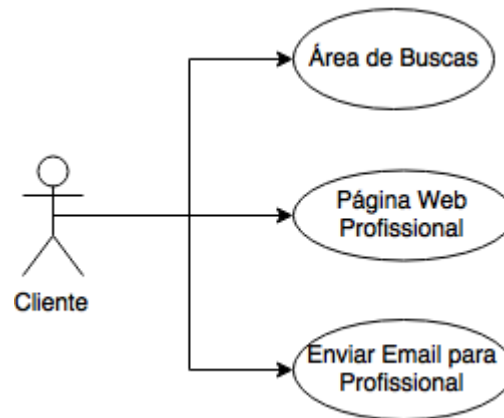 Área de Buscas
Página Web
Profissional
Cliente
Enviar Email para
Profissional